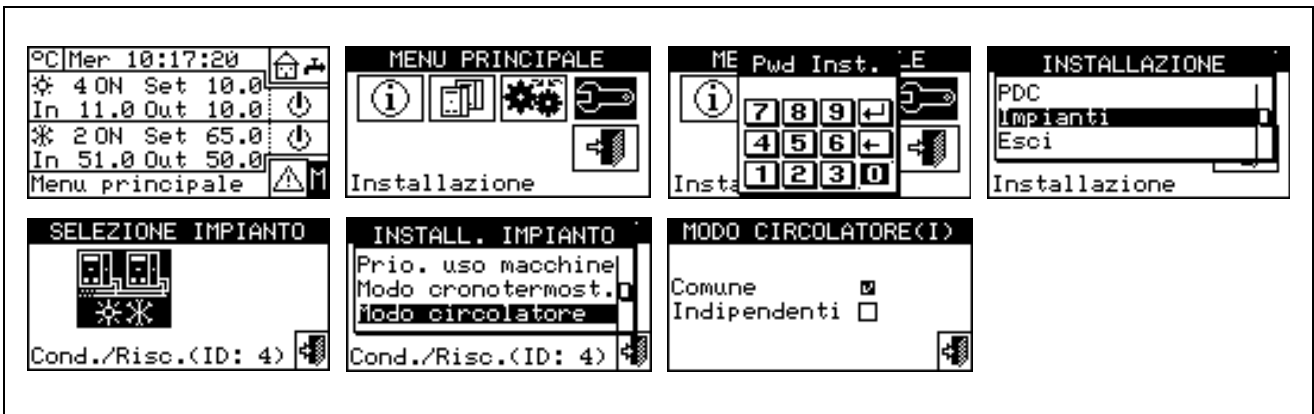 °C Mer 10:17:20
4 ON Set 10.0
In 11.0 Out 10.0
2 ON Set 65.0
In 51.0 Out 50.0
Menu principale M
MENU PRINCIPALE
i
Installazione
ME LE
Pwd Inst.
i
7 8 9
4 5 6
1 2 3 0
Insta
INSTALLAZIONE
PDC
Impianti
Esci
Installazione
SELEZIONE IMPIANTO
Cond./Risc.(ID: 4)
INSTALL. IMPIANTO
Prio. uso macchine
Modo cronotermost.
Modo circolatore
Cond./Risc.(ID: 4)
MODO CIRCOLATORE(I)
Comune
Indipendenti